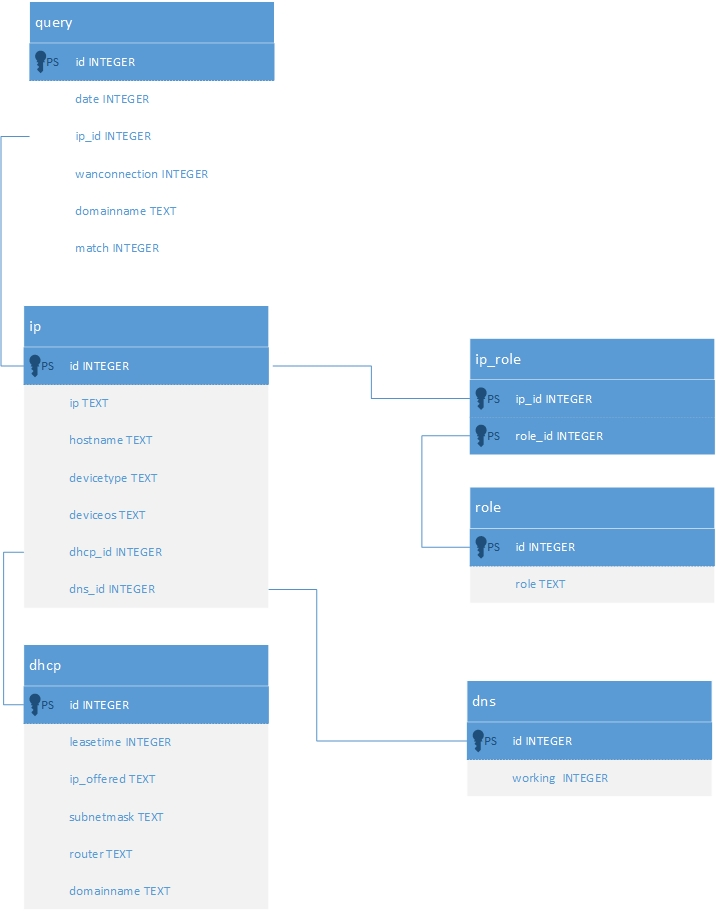 query
PS id INTEGER
date INTEGER
ip_id INTEGER
wanconnection INTEGER
domainname TEXT
match INTEGER
ip
PS id INTEGER
ip TEXT
hostname TEXT
devicetype TEXT
deviceos TEXT
dhcp_id INTEGER
dns_id INTEGER
ip_role
PS ip_id INTEGER
PS role_id INTEGER
role
PS id INTEGER
role TEXT
dhcp
PS id INTEGER
leasetime INTEGER
ip_offered TEXT
subnetmask TEXT
router TEXT
domainname TEXT
dns
PS id INTEGER
working INTEGER